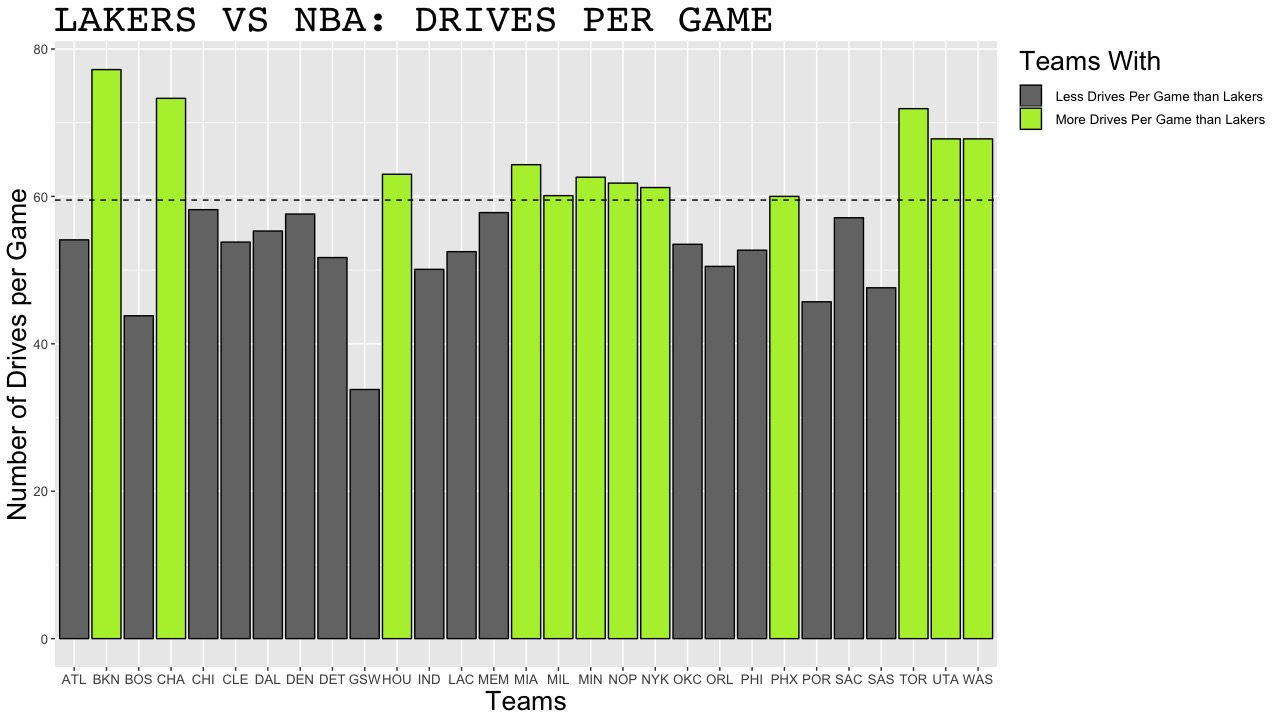 LAKERS VS NBA: DRIVES PER GAME
Number of Drives per Game
80
60
40
20
0
ATL BKN BOS CHA CHI CLE DAL DEN DET GSW HOU IND LAC MEM MIA MIL MIN NOP NYK OKC ORL PHI PHX POR SAC SAS TOR UTA WAS
Teams
Teams With
Less Drives Per Game than Lakers
More Drives Per Game than Lakers